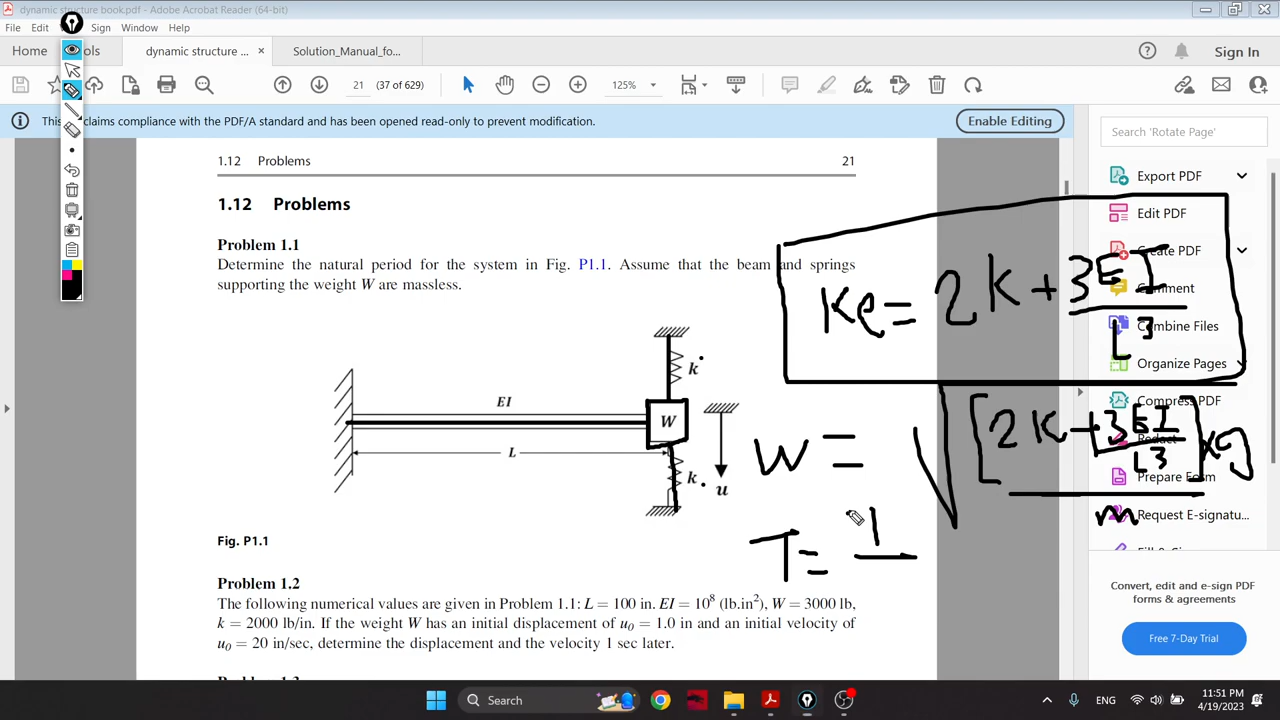 dynamic structure book.pdf - Adobe Acrobat Reader (64-bit)
File Edit Sign Window Help
Home ols dynamic structure ... × Solution_Manual_fo... Sign In
21 (37 of 629) 125%
This claims compliance with the PDF/A standard and has been opened read-only to prevent modification. Enable Editing
1.12 Problems 21
1.12 Problems
Problem 1.1
Determine the natural period for the system in Fig. P1.1. Assume that the beam and springs
supporting the weight W are massless.
EI
L
W
k
k
u
Fig. P1.1
Ke = 2K + 3EI / L3
W = √ [2K + 3EI / L3] xg / m
T = 1
Problem 1.2
The following numerical values are given in Problem 1.1: L = 100 in. EI = 10⁸ (lb.in²), W = 3000 lb,
k = 2000 lb/in. If the weight W has an initial displacement of u₀ = 1.0 in and an initial velocity of
u₀ = 20 in/sec, determine the displacement and the velocity 1 sec later.
Search 'Rotate Page'
Export PDF
Edit PDF
Create PDF
Comment
Combine Files
Organize Pages
Compress PDF
Redact
Prepare Form
Request E-signatu...
Convert, edit and e-sign PDF
forms & agreements
Free 7-Day Trial
Search
ENG
11:51 PM
4/19/2023